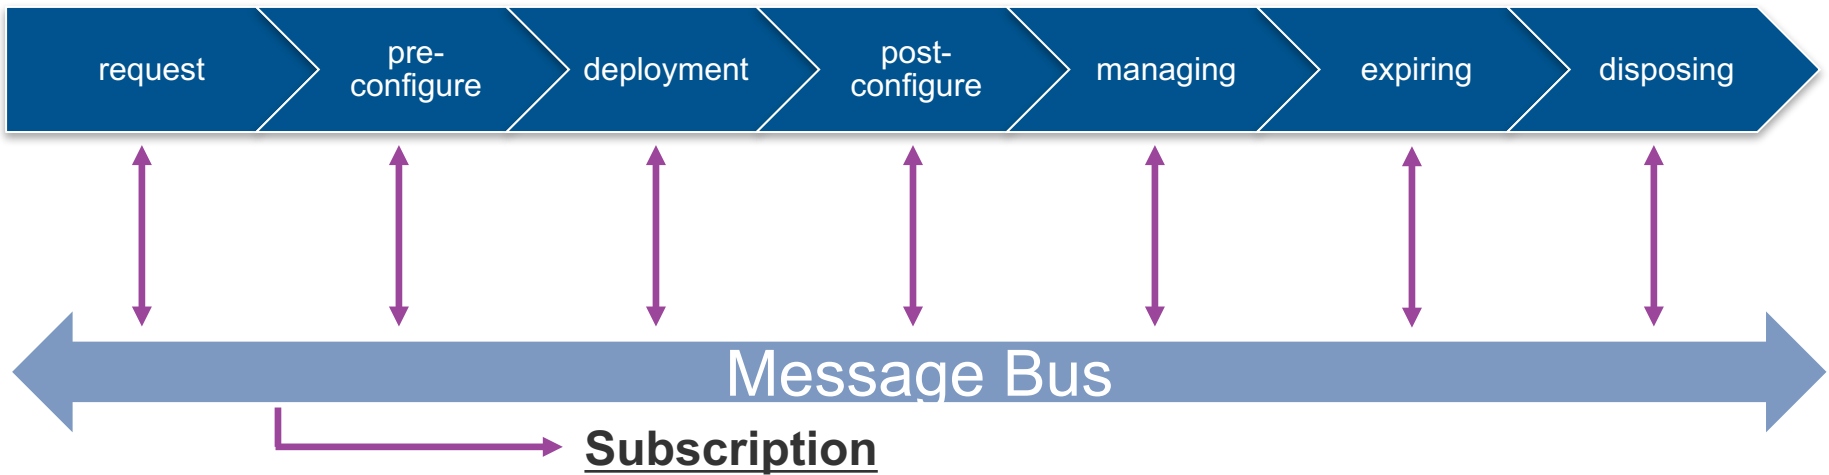 request
pre-
configure
deployment
post-
configure
managing
expiring
disposing
Message Bus
Subscription